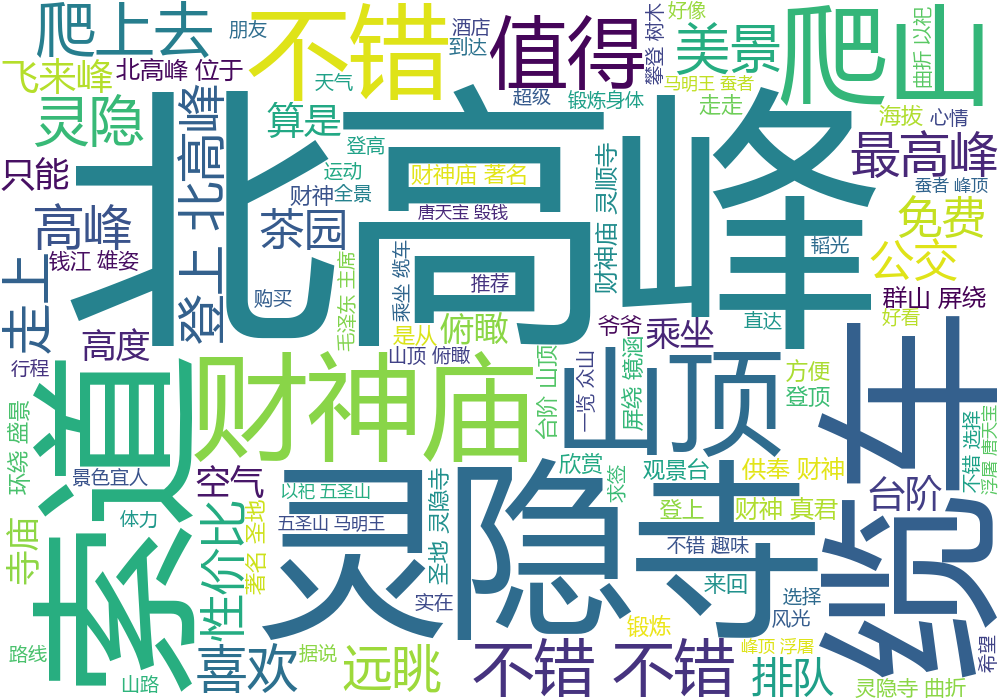 爬上去
朋友
不错
值得
酒店
到达
攀登 树木
好像
美景
爬山
曲折 以祀
飞来峰
北高峰 位于
天气
超级
锻炼身体
马明王 蚕者
走走
海拔
心情
灵隐
登上 北高峰
算是
北高峰
登高
最高峰
只能
运动
财神庙 著名
财神
全景
灵顺寺
财神庙 灵顺寺
蚕者 峰顶
高峰
茶园
唐天宝 毁钱
免费
韬光
公交
钱江 雄姿
走上
购买
毛泽东 主席
乘坐 缆车
推荐
群山 屏绕
好看
高度
是从
俯瞰
爷爷
乘坐
直达
行程
山顶 俯瞰
台阶 山顶
一览 众山
屏绕 镜涵
方便
登顶
索道
财神庙
山顶
缆车
环绕 盛景
不错 选择
浮屠 唐天宝
景色宜人
空气
欣赏
观景台
供奉 财神
台阶
以祀 五圣山
圣地 灵隐寺
求签
灵隐寺
登上
财神 真君
寺庙
体力
性价比
著名 圣地
五圣山 马明王
不错 趣味
来回
实在
选择
风光
锻炼
路线
喜欢
据说
远眺
不错
不错
峰顶 浮屠
排队
希望
山路
灵隐寺 曲折